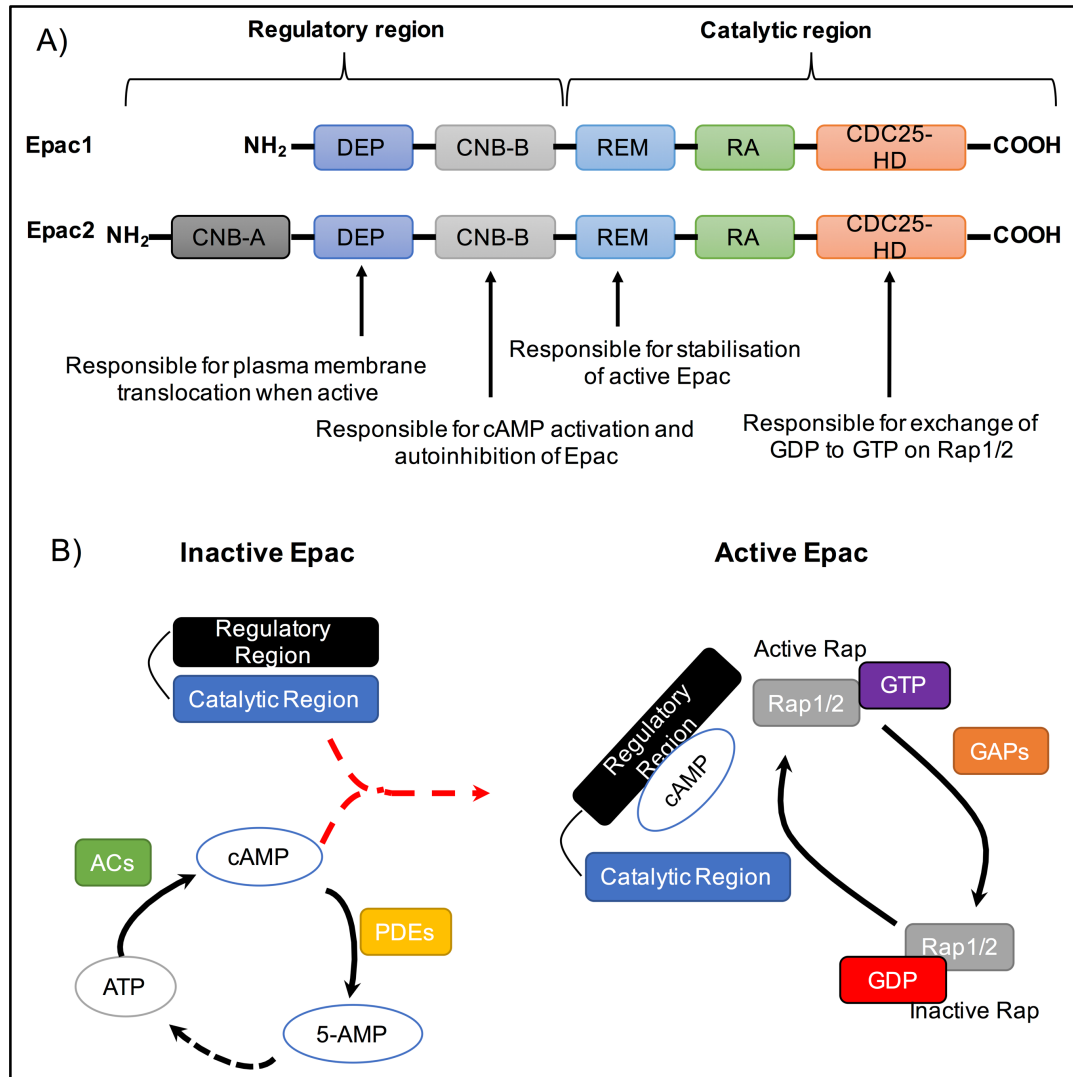 A)
Regulatory region
Catalytic region
Epac1
NH2
DEP
CNB-B
REM
RA
CDC25-
HD
COOH
Epac2
NH2
CNB-A
DEP
CNB-B
REM
RA
CDC25-
HD
COOH
Responsible for plasma membrane
translocation when active
Responsible for cAMP activation and
autoinhibition of Epac
Responsible for stabilisation
of active Epac
Responsible for exchange of
GDP to GTP on Rap1/2
B)
Inactive Epac
Regulatory
Region
Catalytic Region
ACs
cAMP
PDEs
ATP
5-AMP
Active Epac
Regulatory
Region
cAMP
Catalytic Region
Active Rap
Rap1/2
GTP
GAPs
Rap1/2
GDP
Inactive Rap